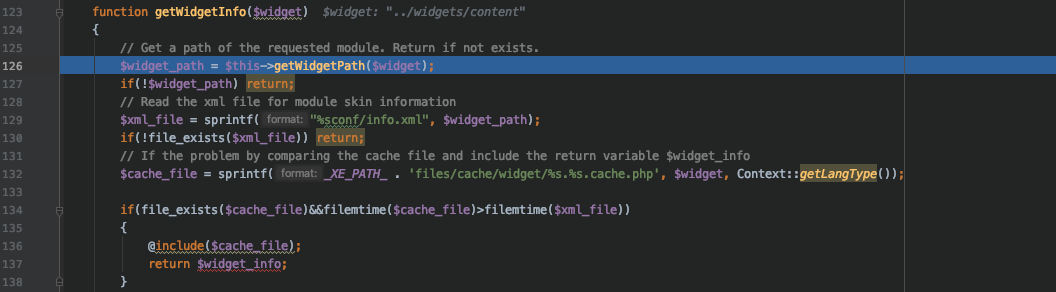 123 function getWidgetInfo($widget) $widget: "../widgets/content"
124 {
125 // Get a path of the requested module. Return if not exists.
126 $widget_path = $this->getWidgetPath($widget);
127 if(!$widget_path) return;
128 // Read the xml file for module skin information
129 $xml_file = sprintf( format: "%sconf/info.xml", $widget_path);
130 if(!file_exists($xml_file)) return;
131 // If the problem by comparing the cache file and include the return variable $widget_info
132 $cache_file = sprintf( format: _XE_PATH_ . 'files/cache/widget/%s.%s.cache.php', $widget, Context::getLangType());
134 if(file_exists($cache_file)&&filemtime($cache_file)>filemtime($xml_file))
135 {
136 @include($cache_file);
137 return $widget_info;
138 }